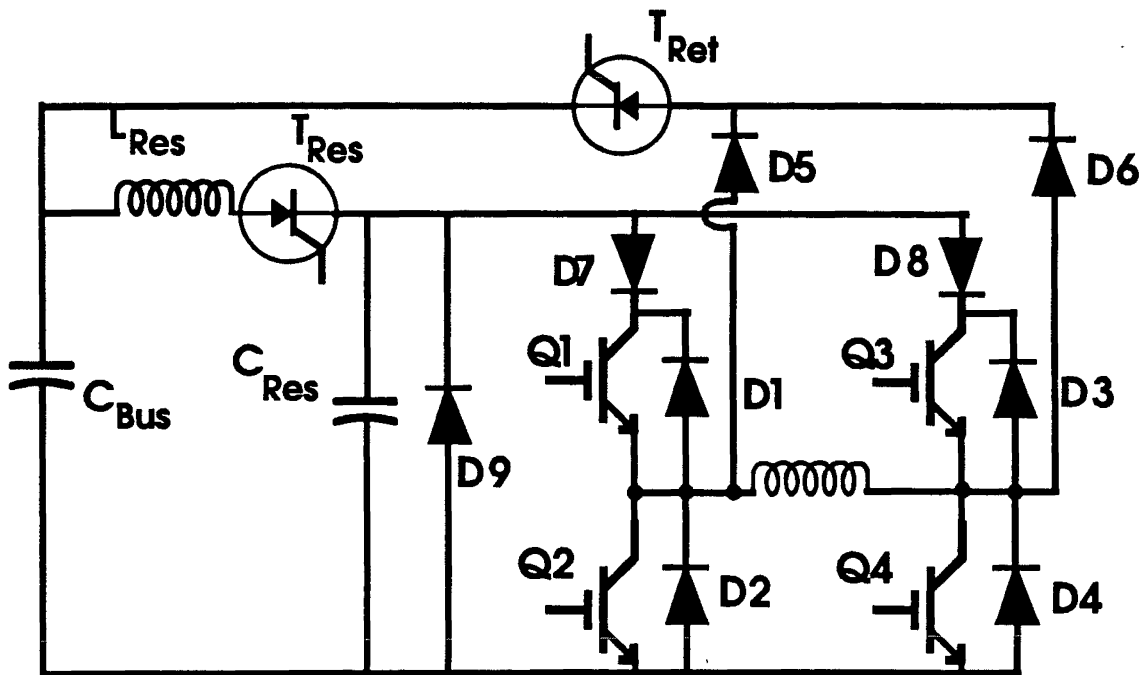 T_Ret
L_Res
T_Res
D5
D6
D7
D8
Q1
Q3
C_Res
C_Bus
D1
D3
D9
Q2
Q4
D2
D4